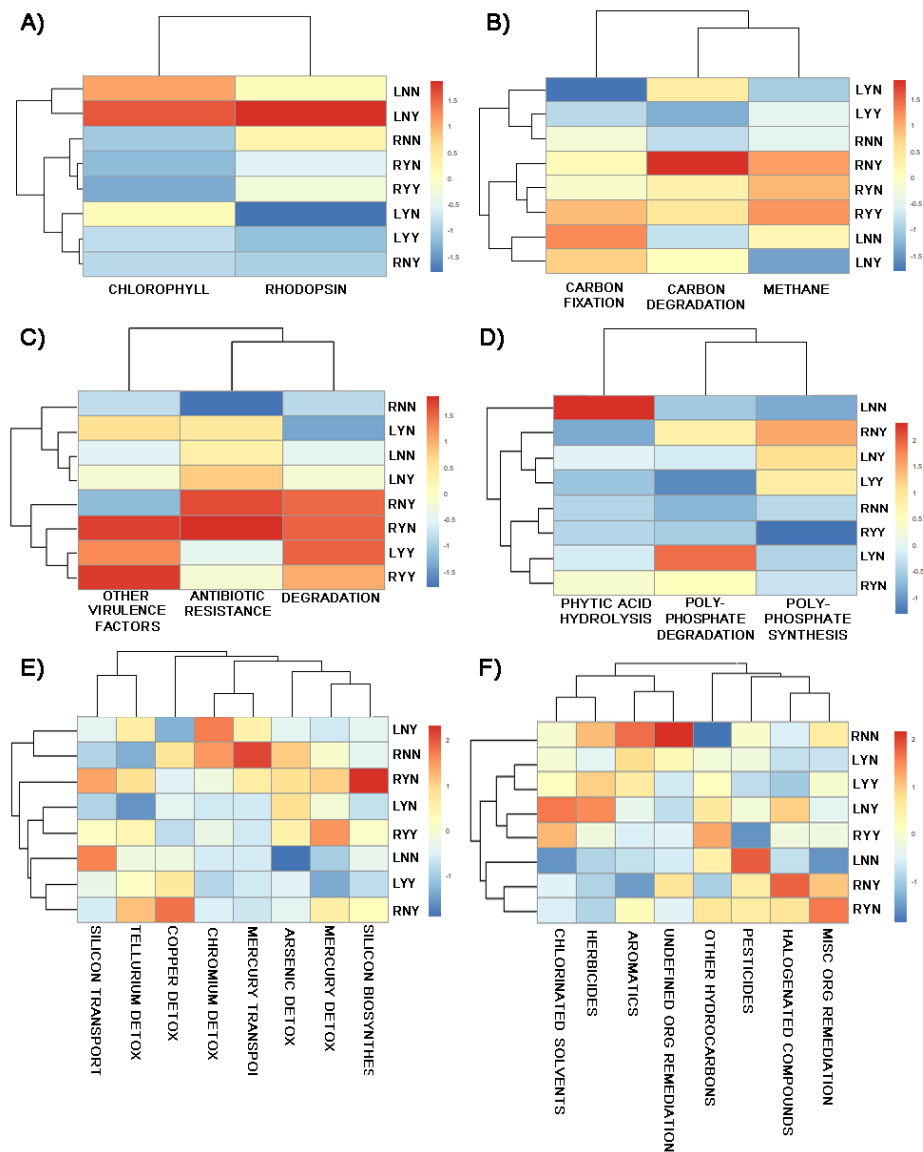 A)
LNN
LNY
RNN
RYN
RYY
LYN
LYY
RNY
CHLOROPHYLL RHODOPSIN
1.5
1
0.5
0
-0.5
-1
-1.5
B)
LYN
LYY
RNN
RNY
RYN
RYY
LNN
LNY
CARBON FIXATION
CARBON DEGRADATION
METHANE
1.5
1
0.5
0
-0.5
-1
-1.5
C)
RNN
LYN
LNN
LNY
RNY
RYN
LYY
RYY
OTHER
VIRULENCE
FACTORS
ANTIBIOTIC
RESISTANCE
DEGRADATION
1.5
1
0.5
0
-0.5
-1
-1.5
D)
LNN
RNY
LNY
LYY
RNN
RYY
LYN
RYN
PHYTIC ACID
HYDROLYSIS
POLY-
PHOSPHATE
DEGRADATION
POLY-
PHOSPHATE
SYNTHESIS
2
1.5
1
0.5
0
-0.5
-1
E)
LNY
RNN
RYN
LYN
RYY
LNN
LYY
RNY
SILICON TRANSPORT
TELLURIUM DETOX
COPPER DETOX
CHROMIUM DETOX
MERCURY TRANSPOI
ARSENIC DETOX
MERCURY DETOX
SILICON BIOSYNTHES
2
1
0
-1
F)
RNN
LYN
LYY
LNY
RYY
LNN
RNY
RYN
CHLORINATED SOLVENTS
HERBICIDES
AROMATICS
UNDEFINED ORG REMEDIATION
OTHER HYDROCARBONS
PESTICIDES
HALOGENATED COMPOUNDS
MISC ORG REMEDIATION
2
1
0
-1